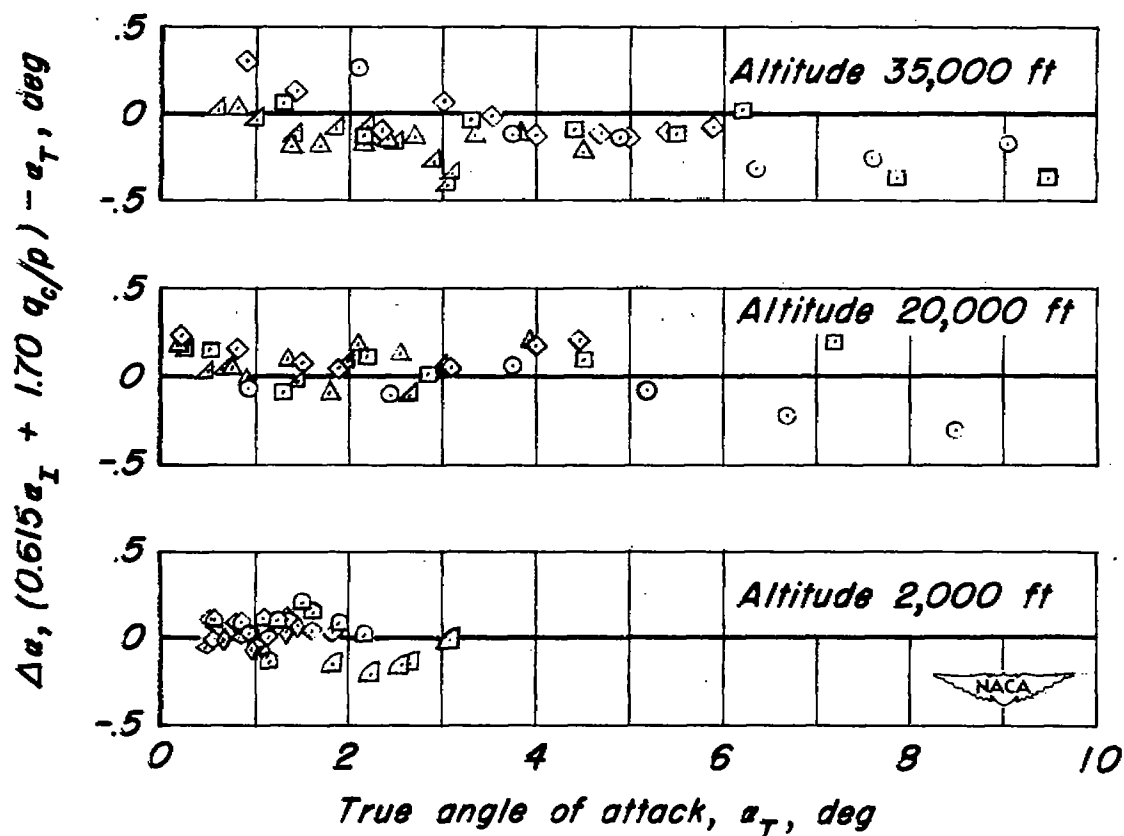 Δα, (0.615α_I + 1.70 q_c/p) − α_T, deg
.5
0
-.5
Altitude 35,000 ft
.5
0
-.5
Altitude 20,000 ft
.5
0
-.5
Altitude 2,000 ft
NACA
0 2 4 6 8 10
True angle of attack, α_T, deg